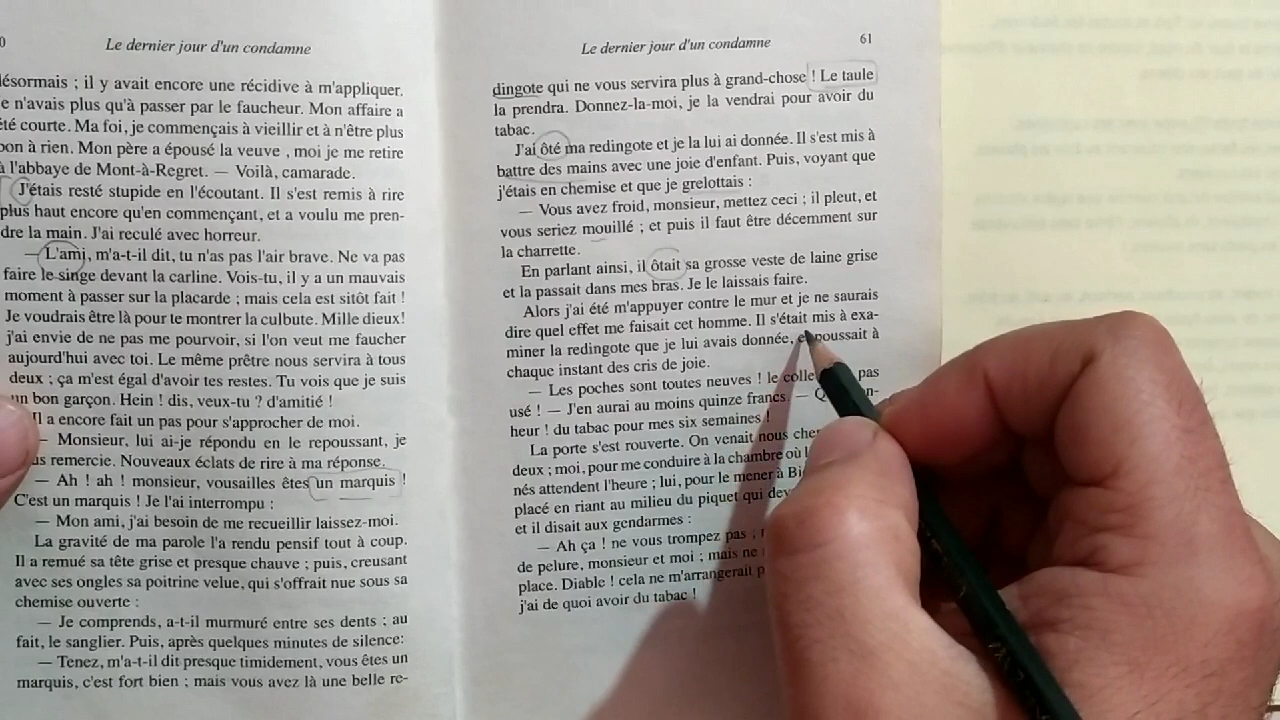 0
Le dernier jour d'un condamne
désormais ; il y avait encore une récidive à m'appliquer.
e n'avais plus qu'à passer par le faucheur. Mon affaire a
été courte. Ma foi, je commençais à vieillir et à n'être plus
bon à rien. Mon père a épousé la veuve , moi je me retire
à l'abbaye de Mont-à-Regret. — Voilà, camarade.
J'étais resté stupide en l'écoutant. Il s'est remis à rire
plus haut encore qu'en commençant, et a voulu me pren-
dre la main. J'ai reculé avec horreur.
— L'ami, m'a-t-il dit, tu n'as pas l'air brave. Ne va pas
faire le singe devant la carline. Vois-tu, il y a un mauvais
moment à passer sur la placarde ; mais cela est sitôt fait !
Je voudrais être là pour te montrer la culbute. Mille dieux!
j'ai envie de ne pas me pourvoir, si l'on veut me faucher
aujourd'hui avec toi. Le même prêtre nous servira à tous
deux ; ça m'est égal d'avoir tes restes. Tu vois que je suis
un bon garçon. Hein ! dis, veux-tu ? d'amitié !
Il a encore fait un pas pour s'approcher de moi.
— Monsieur, lui ai-je répondu en le repoussant, je
us remercie. Nouveaux éclats de rire à ma réponse.
— Ah ! ah ! monsieur, vousailles êtes un marquis !
C'est un marquis ! Je l'ai interrompu :
— Mon ami, j'ai besoin de me recueillir laissez-moi.
La gravité de ma parole l'a rendu pensif tout à coup.
Il a remué sa tête grise et presque chauve ; puis, creusant
avec ses ongles sa poitrine velue, qui s'offrait nue sous sa
chemise ouverte :
— Je comprends, a-t-il murmuré entre ses dents ; au
fait, le sanglier. Puis, après quelques minutes de silence:
— Tenez, m'a-t-il dit presque timidement, vous êtes un
marquis, c'est fort bien ; mais vous avez là une belle re-
Le dernier jour d'un condamne
61
dingote qui ne vous servira plus à grand-chose ! Le taule
la prendra. Donnez-la-moi, je la vendrai pour avoir du
tabac.
J'ai ôté ma redingote et je la lui ai donnée. Il s'est mis à
battre des mains avec une joie d'enfant. Puis, voyant que
j'étais en chemise et que je grelottais :
— Vous avez froid, monsieur, mettez ceci ; il pleut, et
vous seriez mouillé ; et puis il faut être décemment sur
la charrette.
En parlant ainsi, il ôtait sa grosse veste de laine grise
et la passait dans mes bras. Je le laissais faire.
Alors j'ai été m'appuyer contre le mur et je ne saurais
dire quel effet me faisait cet homme. Il s'était mis à exa-
miner la redingote que je lui avais donnée, et poussait à
chaque instant des cris de joie.
— Les poches sont toutes neuves ! le colle pas
usé ! — J'en aurai au moins quinze francs. — Q on-
heur ! du tabac pour mes six semaines !
La porte s'est rouverte. On venait nous cher
deux ; moi, pour me conduire à la chambre où l
nés attendent l'heure ; lui, pour le mener à Bi
placé en riant au milieu du piquet qui dev
et il disait aux gendarmes :
— Ah ça ! ne vous trompez pas ;
de pelure, monsieur et moi ; mais ne
place. Diable ! cela ne m'arrangerait p
j'ai de quoi avoir du tabac !